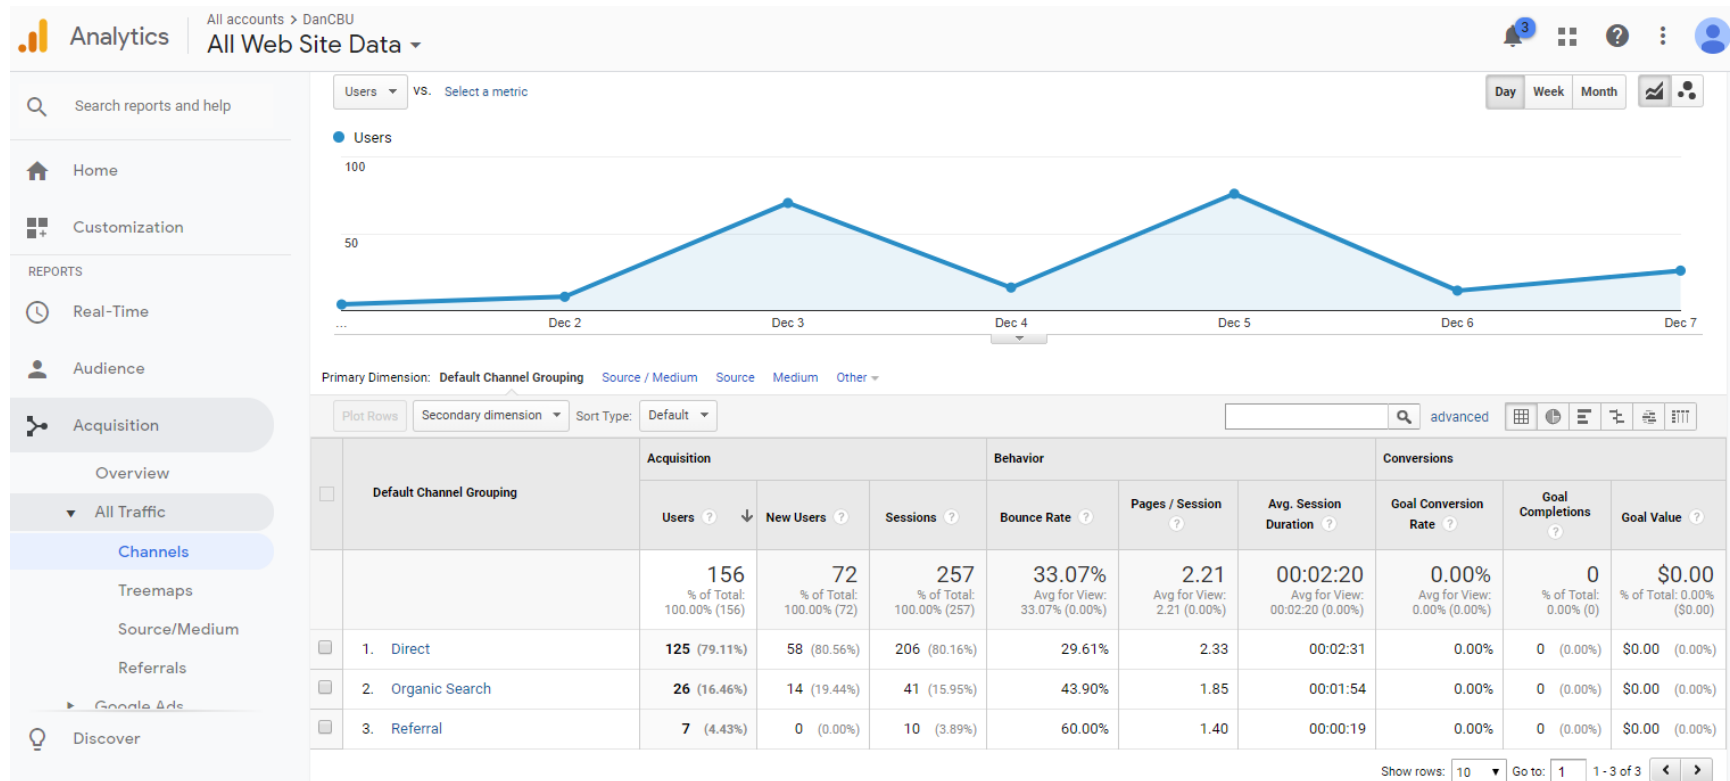 All accounts > DanCBU
Analytics
All Web Site Data
3
Search reports and help
Home
Customization
REPORTS
Real-Time
Audience
Acquisition
Overview
All Traffic
Channels
Treemaps
Source/Medium
Referrals
Google Ads
Discover
Users VS. Select a metric
Day Week Month
Users
100
50
... Dec 2 Dec 3 Dec 4 Dec 5 Dec 6 Dec 7
Primary Dimension: Default Channel Grouping Source / Medium Source Medium Other
Plot Rows Secondary dimension Sort Type: Default advanced
Default Channel Grouping Acquisition Behavior Conversions
Users ? New Users ? Sessions ? Bounce Rate ? Pages / Session ? Avg. Session Duration ? Goal Conversion Rate ? Goal Completions ? Goal Value ?
156 72 257 33.07% 2.21 00:02:20 0.00% 0 $0.00
% of Total: % of Total: % of Total: Avg for View: Avg for View: Avg for View: Avg for View: % of Total: % of Total: 0.00%
100.00% (156) 100.00% (72) 100.00% (257) 33.07% (0.00%) 2.21 (0.00%) 00:02:20 (0.00%) 0.00% (0.00%) 0.00% (0) ($0.00)
1. Direct 125 (79.11%) 58 (80.56%) 206 (80.16%) 29.61% 2.33 00:02:31 0.00% 0 (0.00%) $0.00 (0.00%)
2. Organic Search 26 (16.46%) 14 (19.44%) 41 (15.95%) 43.90% 1.85 00:01:54 0.00% 0 (0.00%) $0.00 (0.00%)
3. Referral 7 (4.43%) 0 (0.00%) 10 (3.89%) 60.00% 1.40 00:00:19 0.00% 0 (0.00%) $0.00 (0.00%)
Show rows: 10 Go to: 1 1 - 3 of 3